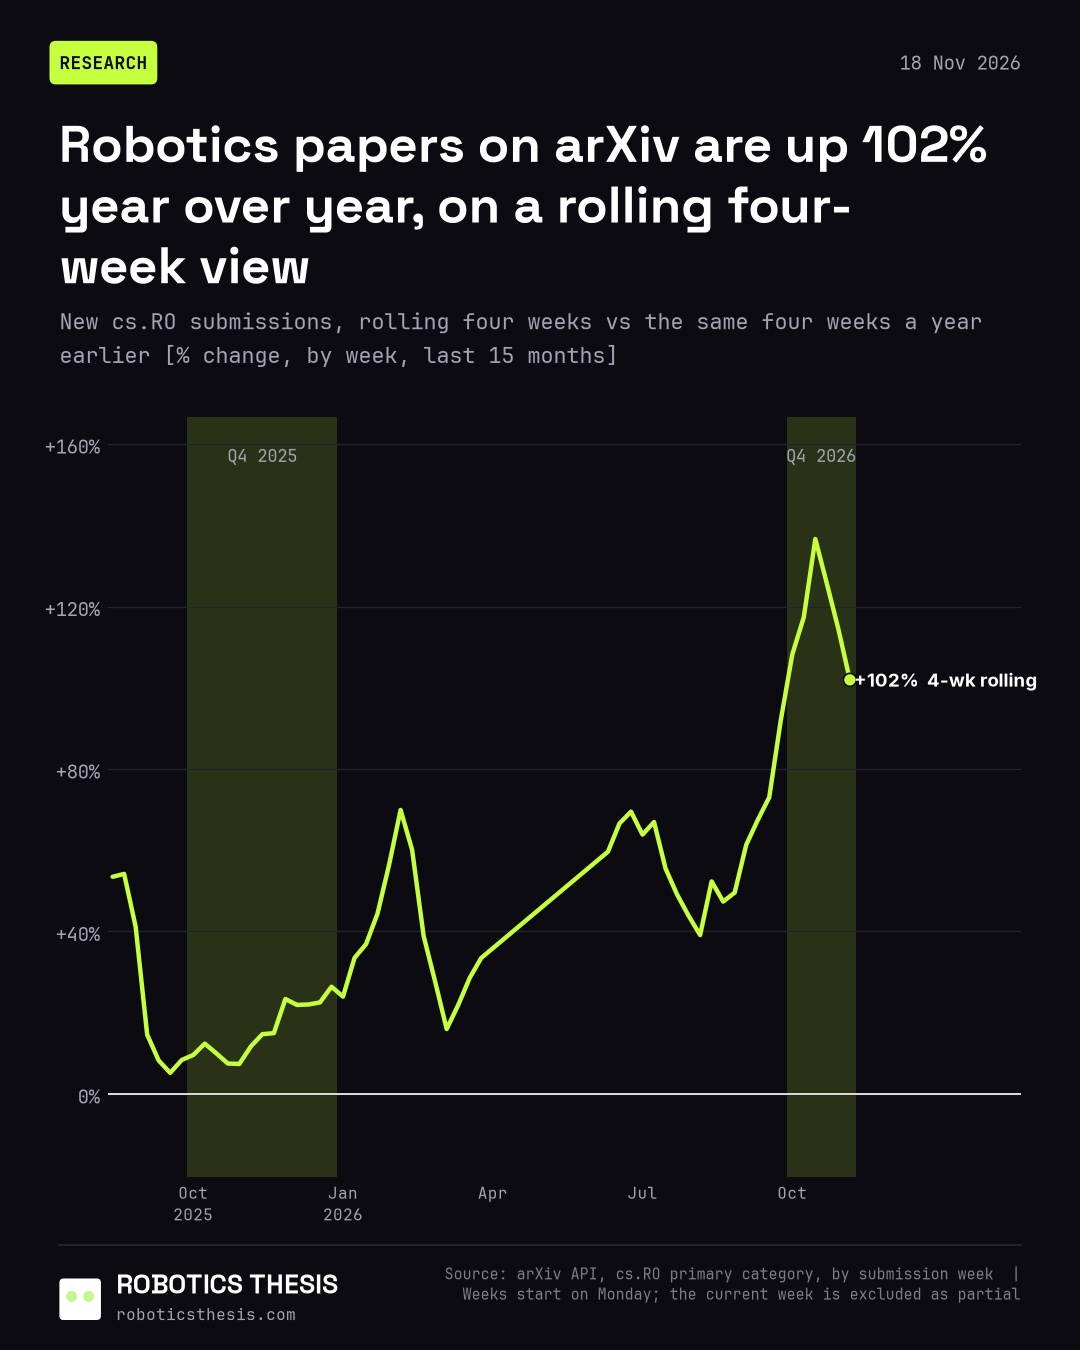 RESEARCH
18 Nov 2026
Robotics papers on arXiv are up 102%
year over year, on a rolling four-
week view
New cs.RO submissions, rolling four weeks vs the same four weeks a year
earlier [% change, by week, last 15 months]
+160%
Q4 2025
Q4 2026
+120%
+102% 4-wk rolling
+80%
+40%
0%
Oct
2025
Jan
2026
Apr
Jul
Oct
ROBOTICS THESIS
roboticsthesis.com
Source: arXiv API, cs.RO primary category, by submission week |
Weeks start on Monday; the current week is excluded as partial